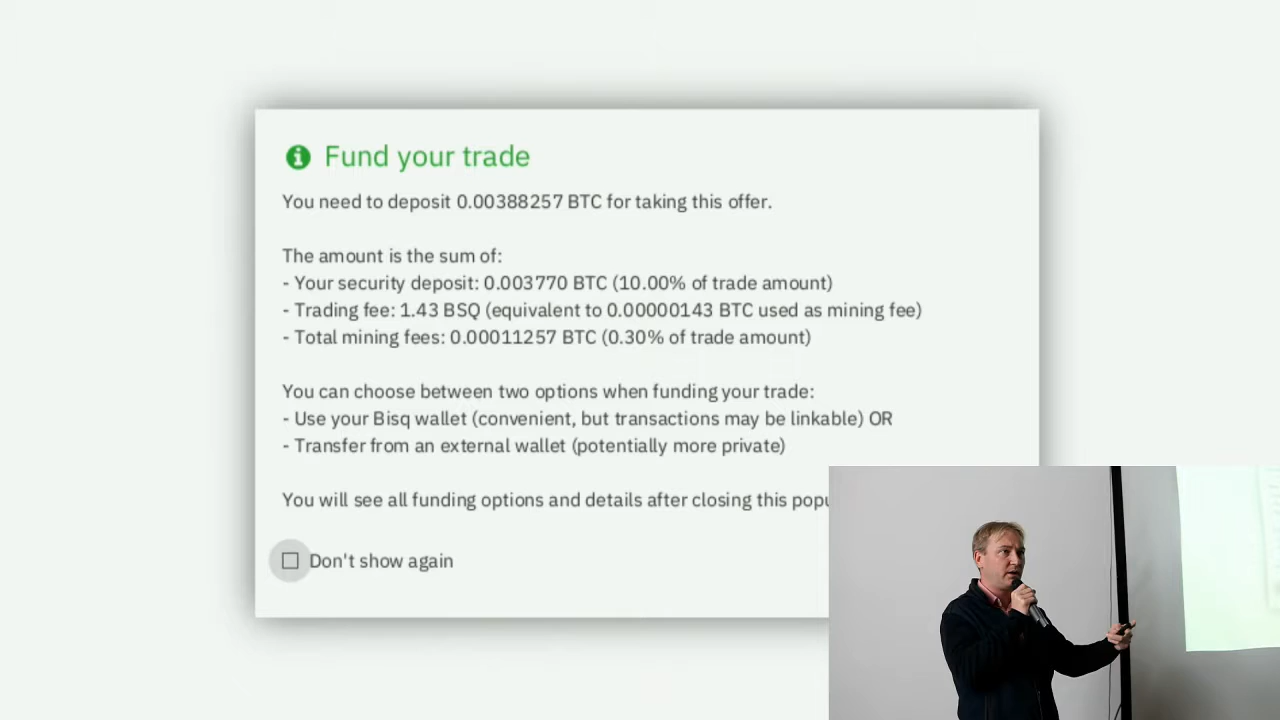 Fund your trade
You need to deposit 0.00388257 BTC for taking this offer.
The amount is the sum of:
- Your security deposit: 0.003770 BTC (10.00% of trade amount)
- Trading fee: 1.43 BSQ (equivalent to 0.00000143 BTC used as mining fee)
- Total mining fees: 0.00011257 BTC (0.30% of trade amount)
You can choose between two options when funding your trade:
- Use your Bisq wallet (convenient, but transactions may be linkable) OR
- Transfer from an external wallet (potentially more private)
You will see all funding options and details after closing this
Don't show again